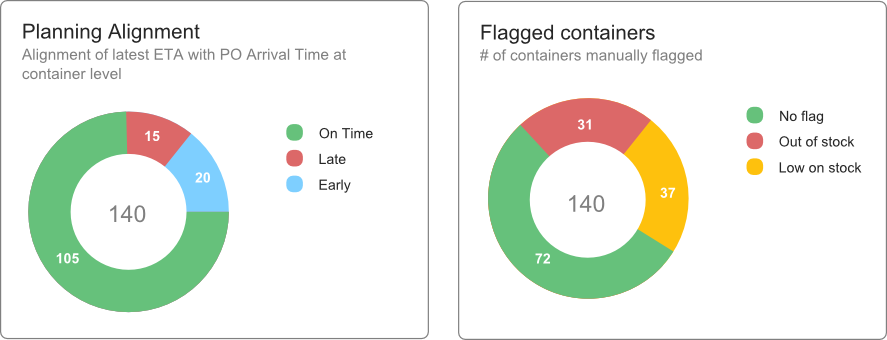 Planning Alignment
Alignment of latest ETA with PO Arrival Time at
container level
15
20
140
105
On Time
Late
Early
Flagged containers
# of containers manually flagged
31
37
140
72
No flag
Out of stock
Low on stock